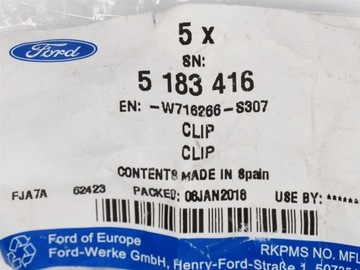 5 x
Ford
SN:
5 183 416
EN: -W716266-S307
CLIP
CLIP
CONTENTS MADE IN Spain
FJA7A 62423 PACKED: 06JAN2016 USE BY: ******
Ford of Europe
Ford-Werke GmbH, Henry-Ford-Straße 1,
RKPMS NO. MFL